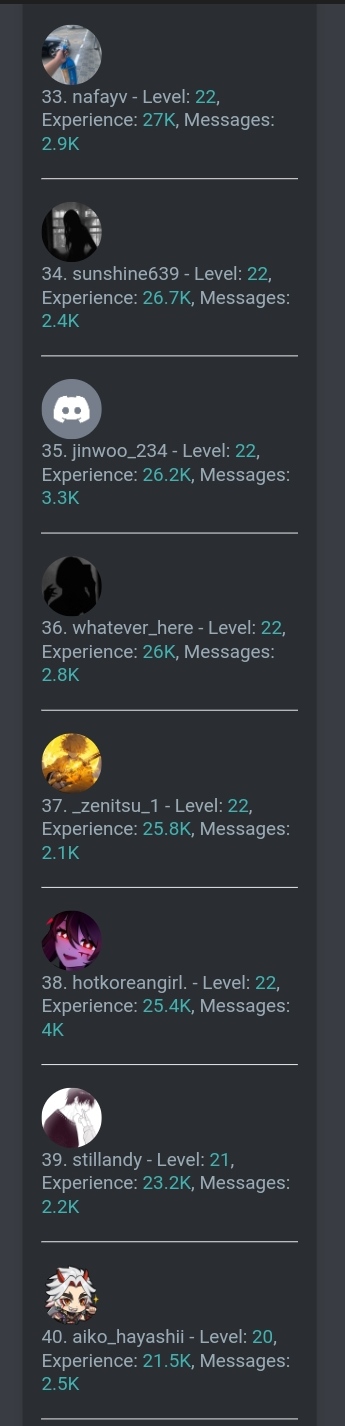 33. nafayv - Level: 22,
Experience: 27K, Messages:
2.9K
34. sunshine639 - Level: 22,
Experience: 26.7K, Messages:
2.4K
35. jinwoo_234 - Level: 22,
Experience: 26.2K, Messages:
3.3K
36. whatever_here - Level: 22,
Experience: 26K, Messages:
2.8K
37. _zenitsu_1 - Level: 22,
Experience: 25.8K, Messages:
2.1K
38. hotkoreangirl. - Level: 22,
Experience: 25.4K, Messages:
4K
39. stillandy - Level: 21,
Experience: 23.2K, Messages:
2.2K
40. aiko_hayashii - Level: 20,
Experience: 21.5K, Messages:
2.5K